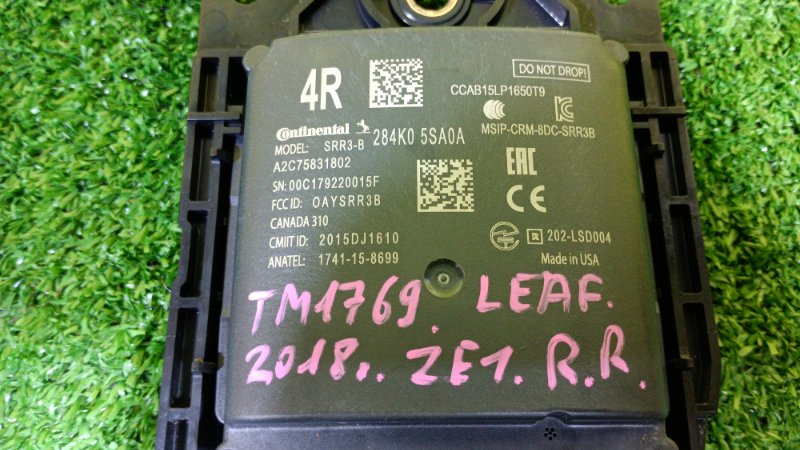 4R
DO NOT DROP!
CCAB15LP1650T9
Continental
284K0 5SA0A
MSIP-CRM-8DC-SRR3B
MODEL: SRR3-B
A2C75831802
SN: 00C179220015F
EAC
FCC ID: OAYSRR3B
CE
CANADA 310
CMIIT ID: 2015DJ1610
R 202-LSD004
ANATEL: 1741-15-8699
Made in USA
TM1769. LEAF.
2018.. ZE1. R.R.